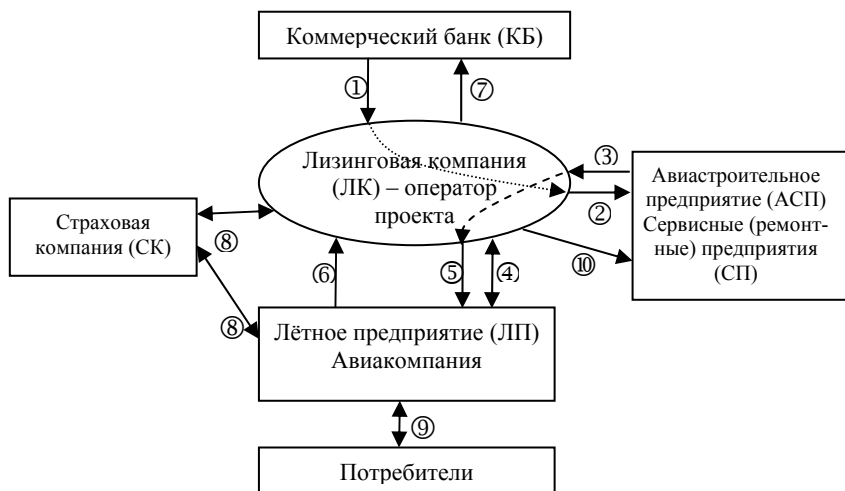 Коммерческий банк (КБ)
①
⑦
Лизинговая компания
(ЛК) – оператор
проекта
③
②
Авиастроительное
предприятие (АСП)
Сервисные (ремонт-
ные) предприятия
(СП)
Страховая
компания (СК)
⑧
⑥
⑤
④
⑩
⑧
Лётное предприятие (ЛП)
Авиакомпания
⑨
Потребители